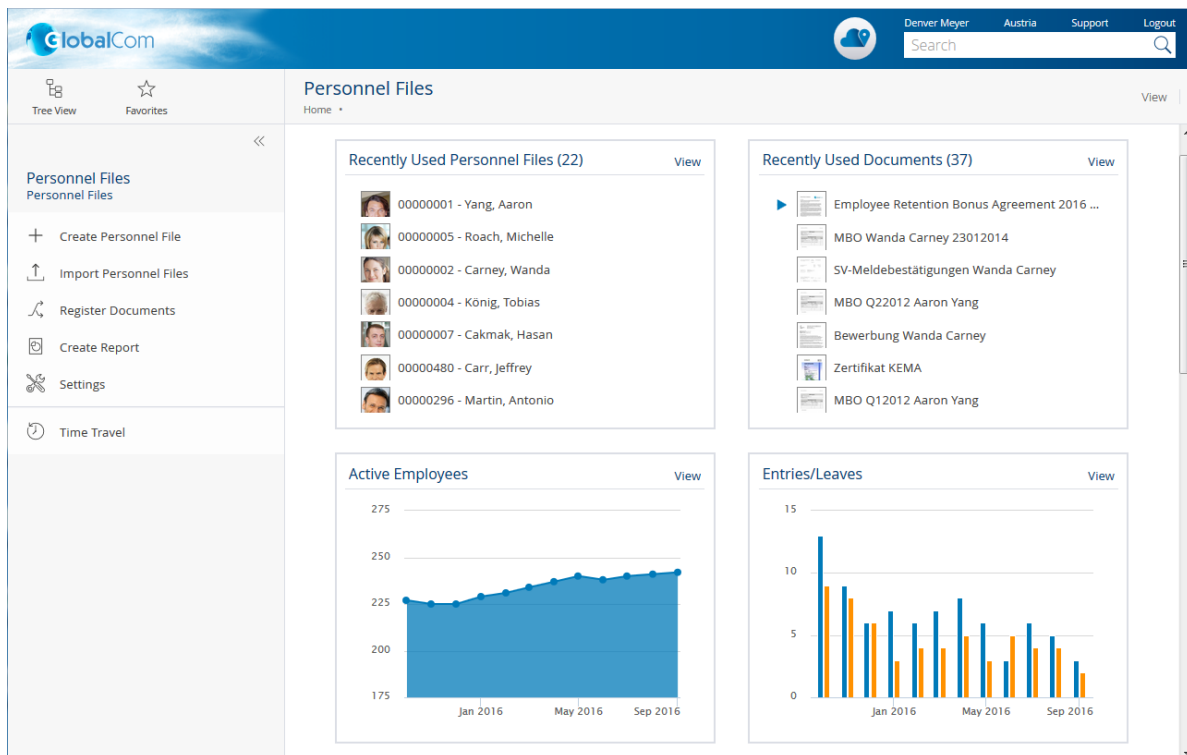 GlobalCom
Denver Meyer Austria Support Logout
Search
Tree View Favorites
Personnel Files
Home •
View
Personnel Files
Personnel Files
Create Personnel File
Import Personnel Files
Register Documents
Create Report
Settings
Time Travel
Recently Used Personnel Files (22) View
00000001 - Yang, Aaron
00000005 - Roach, Michelle
00000002 - Carney, Wanda
00000004 - König, Tobias
00000007 - Cakmak, Hasan
00000480 - Carr, Jeffrey
00000296 - Martin, Antonio
Recently Used Documents (37) View
Employee Retention Bonus Agreement 2016 ...
MBO Wanda Carney 23012014
SV-Meldebestätigungen Wanda Carney
MBO Q22012 Aaron Yang
Bewerbung Wanda Carney
Zertifikat KEMA
MBO Q12012 Aaron Yang
Active Employees View
275
250
225
200
175
Jan 2016 May 2016 Sep 2016
Entries/Leaves View
15
10
5
0
Jan 2016 May 2016 Sep 2016